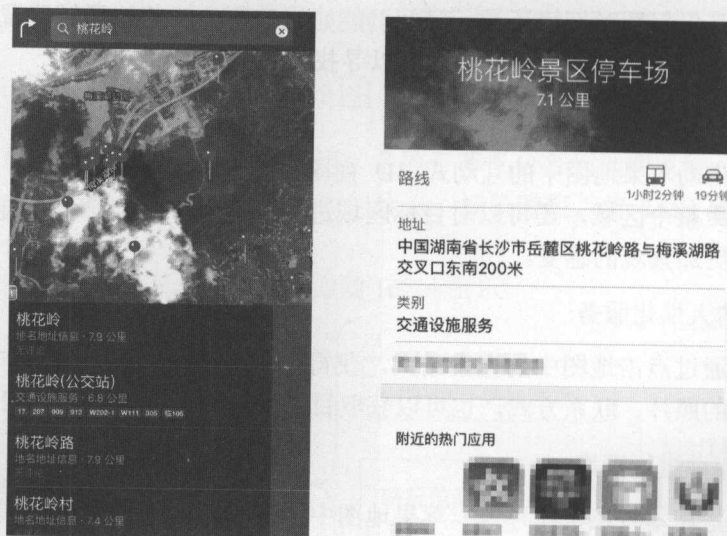 桃花岭
桃花岭
地名地址信息·7.9 公里
桃花岭(公交站)
交通设施服务·6.8 公里
17 287 909 912 W202-1 W111 305 临106
桃花岭路
地名地址信息·7.9 公里
桃花岭村
地名地址信息·7.4 公里
桃花岭景区停车场
7.1 公里
路线
1小时2分钟 19分钟
地址
中国湖南省长沙市岳麓区桃花岭路与梅溪湖路
交叉口东南200米
类别
交通设施服务
附近的热门应用